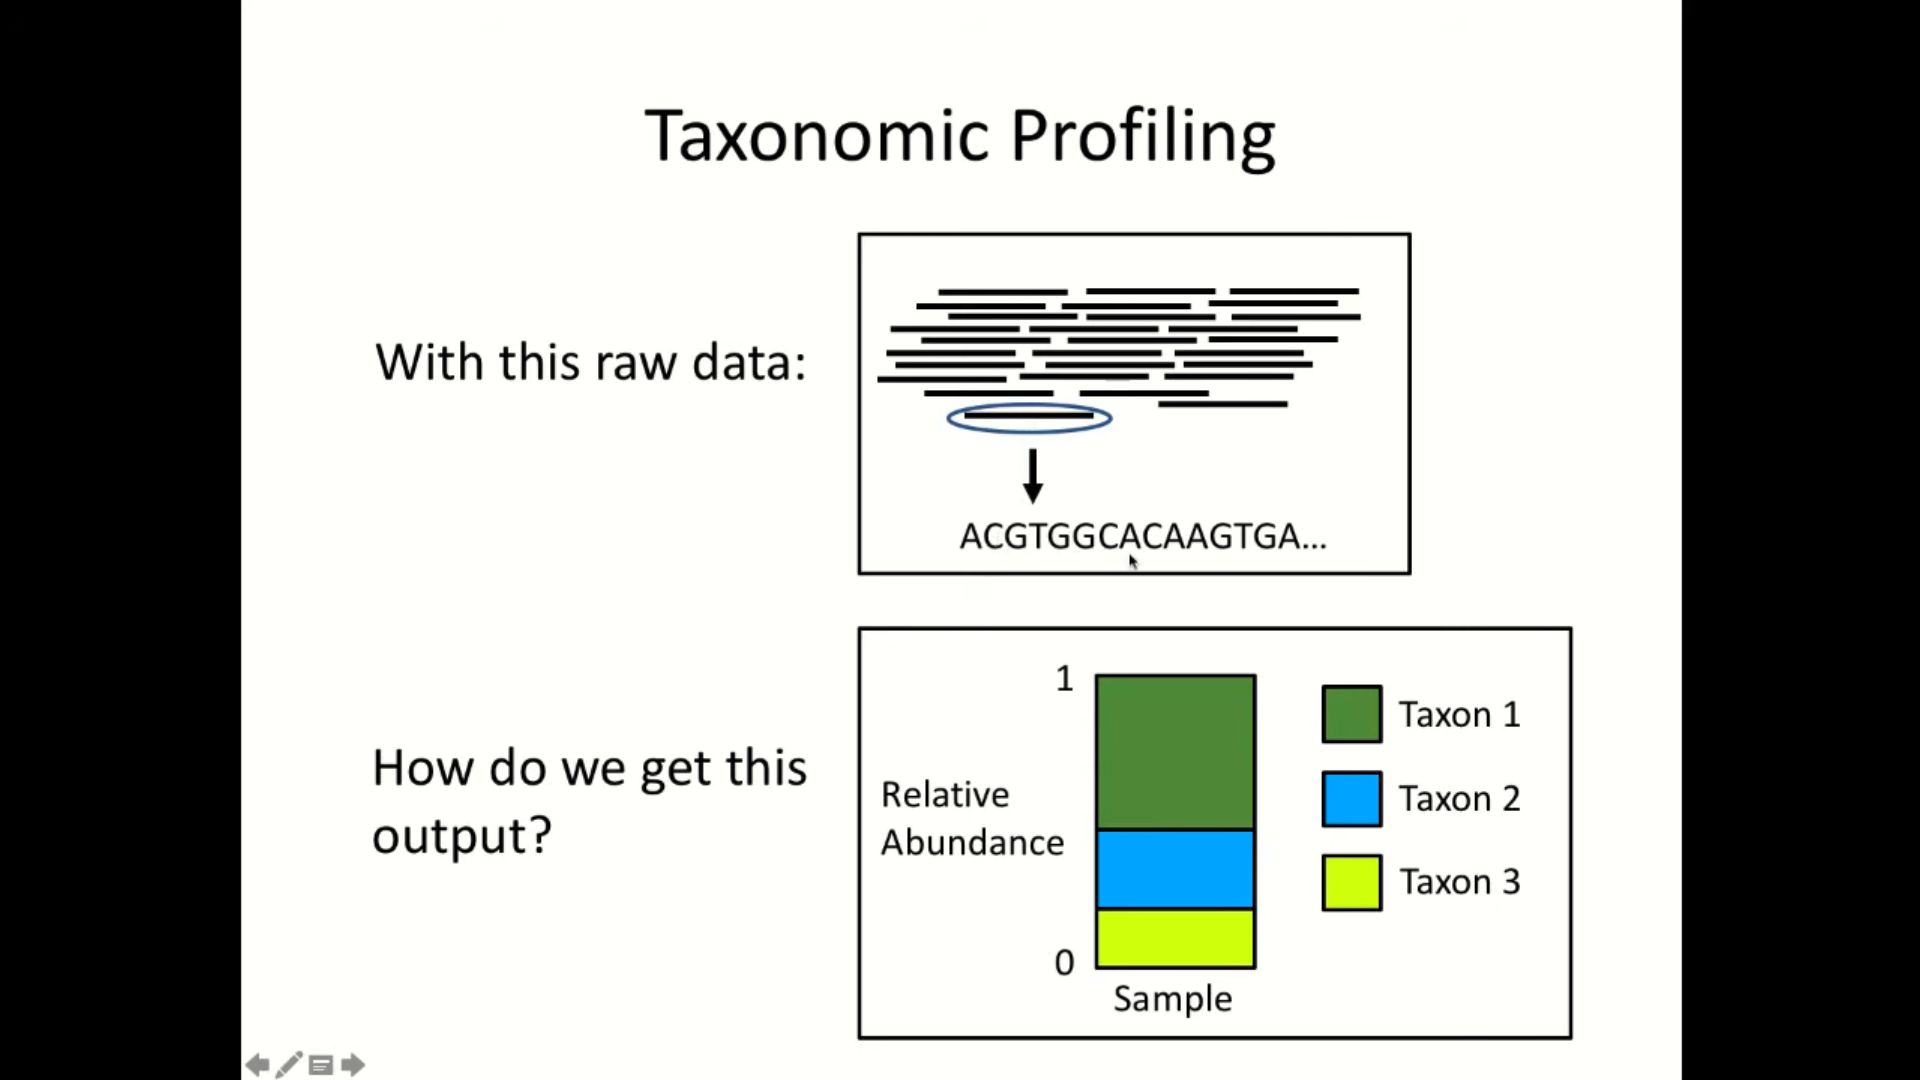 Taxonomic Profiling
With this raw data:
ACGTGGCACAAGTGA...
How do we get this
output?
1
Relative
Abundance
0
Sample
Taxon 1
Taxon 2
Taxon 3